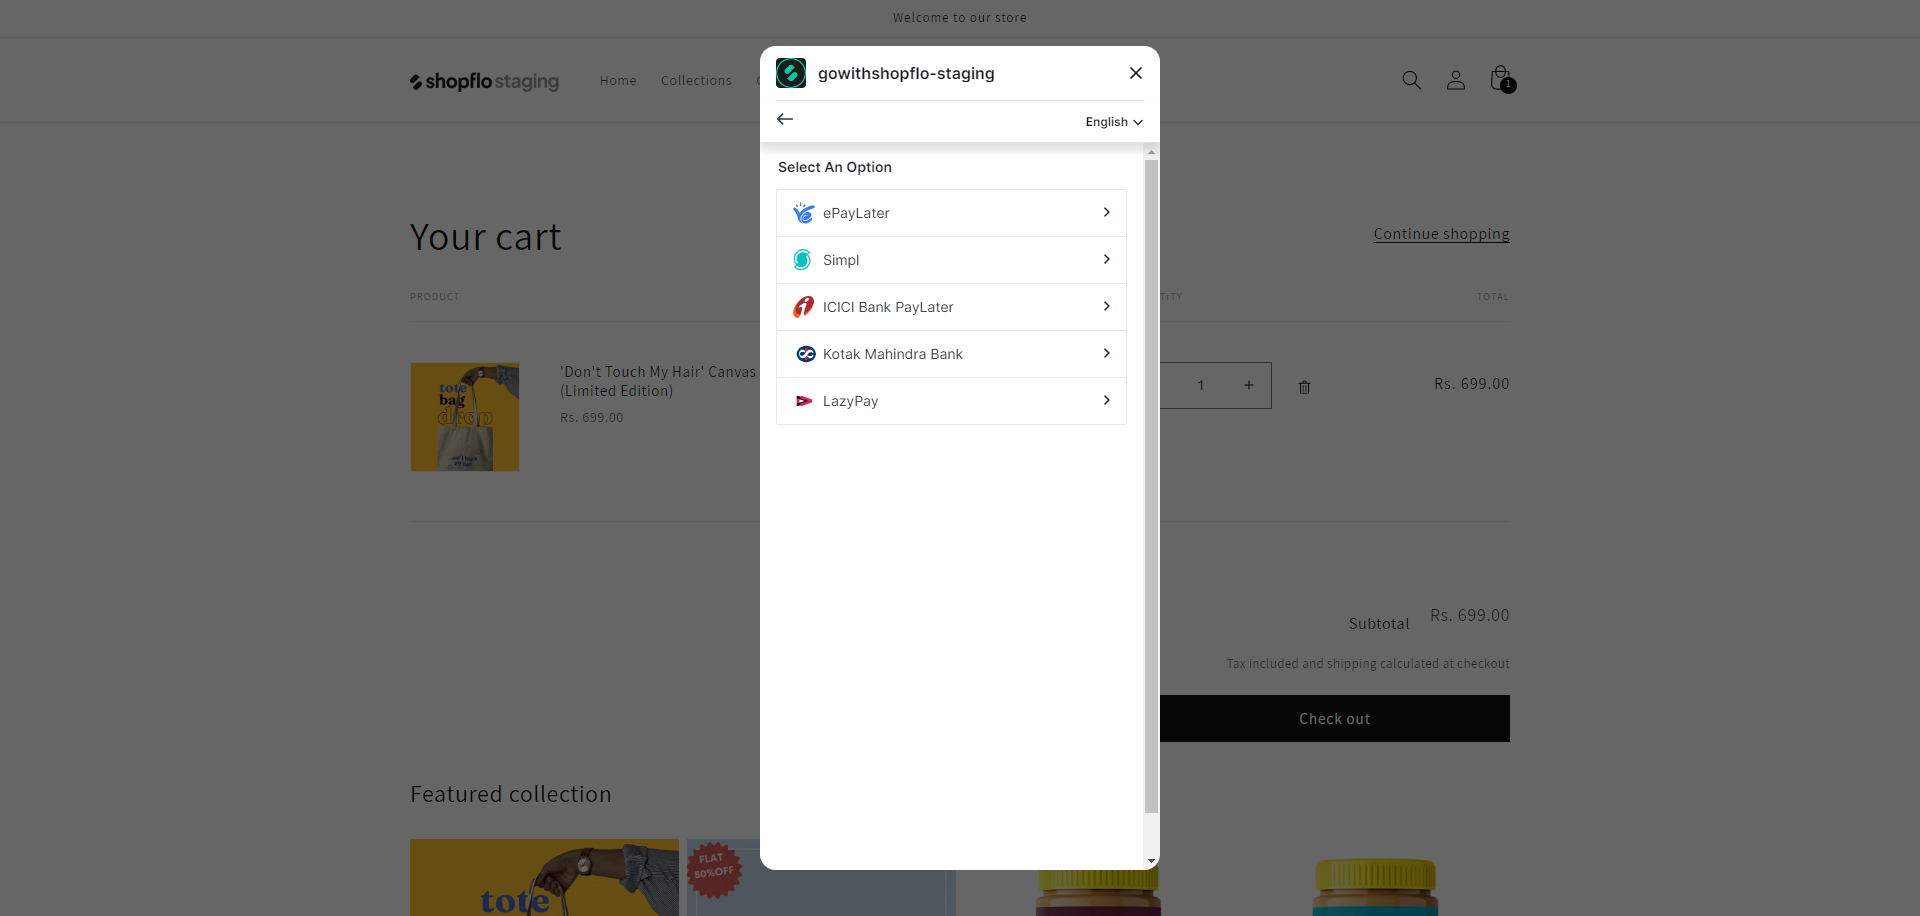 Welcome to our store
shopflo staging
Home
Collections
1
gowithshopflo-staging
English
Select An Option
ePayLater
Simpl
ICICI Bank PayLater
Kotak Mahindra Bank
LazyPay
Your cart
Continue shopping
PRODUCT
TOTAL
tote
bag
drop
'Don't Touch My Hair' Canvas
(Limited Edition)
Rs. 699.00
1
+
Rs. 699.00
Subtotal
Rs. 699.00
Tax included and shipping calculated at checkout
Check out
Featured collection
tote
FLAT
50%OFF